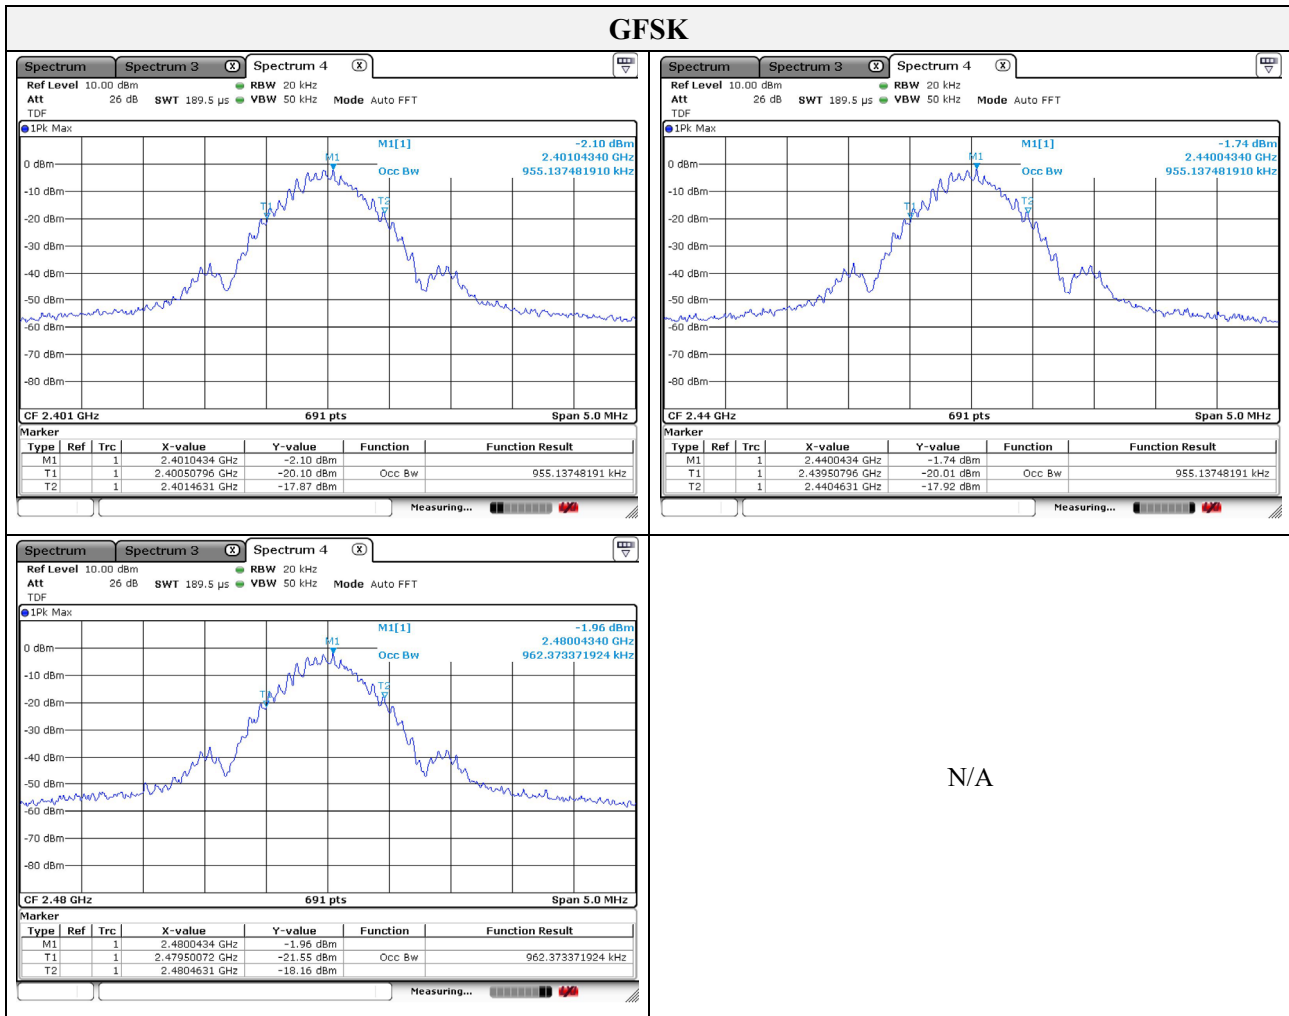 GFSK
Spectrum Spectrum 3 X Spectrum 4 X
Ref Level 10.00 dBm RBW 20 kHz
Att 26 dB SWT 189.5 µs VBW 50 kHz Mode Auto FFT
TDF
1Pk Max
M1[1] -2.10 dBm
2.40104340 GHz
Occ Bw 955.137481910 kHz
M1
T1
T2
0 dBm
-10 dBm
-20 dBm
-30 dBm
-40 dBm
-50 dBm
-60 dBm
-70 dBm
-80 dBm
CF 2.401 GHz 691 pts Span 5.0 MHz
Marker
Type Ref Trc X-value Y-value Function Function Result
M1 1 2.4010434 GHz -2.10 dBm
T1 1 2.40050796 GHz -20.10 dBm Occ Bw 955.13748191 kHz
T2 1 2.4014631 GHz -17.87 dBm
Measuring...
Spectrum Spectrum 3 X Spectrum 4 X
Ref Level 10.00 dBm RBW 20 kHz
Att 26 dB SWT 189.5 µs VBW 50 kHz Mode Auto FFT
TDF
1Pk Max
M1[1] -1.74 dBm
2.44004340 GHz
Occ Bw 955.137481910 kHz
M1
T1
T2
0 dBm
-10 dBm
-20 dBm
-30 dBm
-40 dBm
-50 dBm
-60 dBm
-70 dBm
-80 dBm
CF 2.44 GHz 691 pts Span 5.0 MHz
Marker
Type Ref Trc X-value Y-value Function Function Result
M1 1 2.4400434 GHz -1.74 dBm
T1 1 2.43950796 GHz -20.01 dBm Occ Bw 955.13748191 kHz
T2 1 2.4404631 GHz -17.92 dBm
Measuring...
Spectrum Spectrum 3 X Spectrum 4 X
Ref Level 10.00 dBm RBW 20 kHz
Att 26 dB SWT 189.5 µs VBW 50 kHz Mode Auto FFT
TDF
1Pk Max
M1[1] -1.96 dBm
2.48004340 GHz
Occ Bw 962.373371924 kHz
M1
T1
T2
0 dBm
-10 dBm
-20 dBm
-30 dBm
-40 dBm
-50 dBm
-60 dBm
-70 dBm
-80 dBm
CF 2.48 GHz 691 pts Span 5.0 MHz
Marker
Type Ref Trc X-value Y-value Function Function Result
M1 1 2.4800434 GHz -1.96 dBm
T1 1 2.47950072 GHz -21.55 dBm Occ Bw 962.373371924 kHz
T2 1 2.4804631 GHz -18.16 dBm
Measuring...
N/A